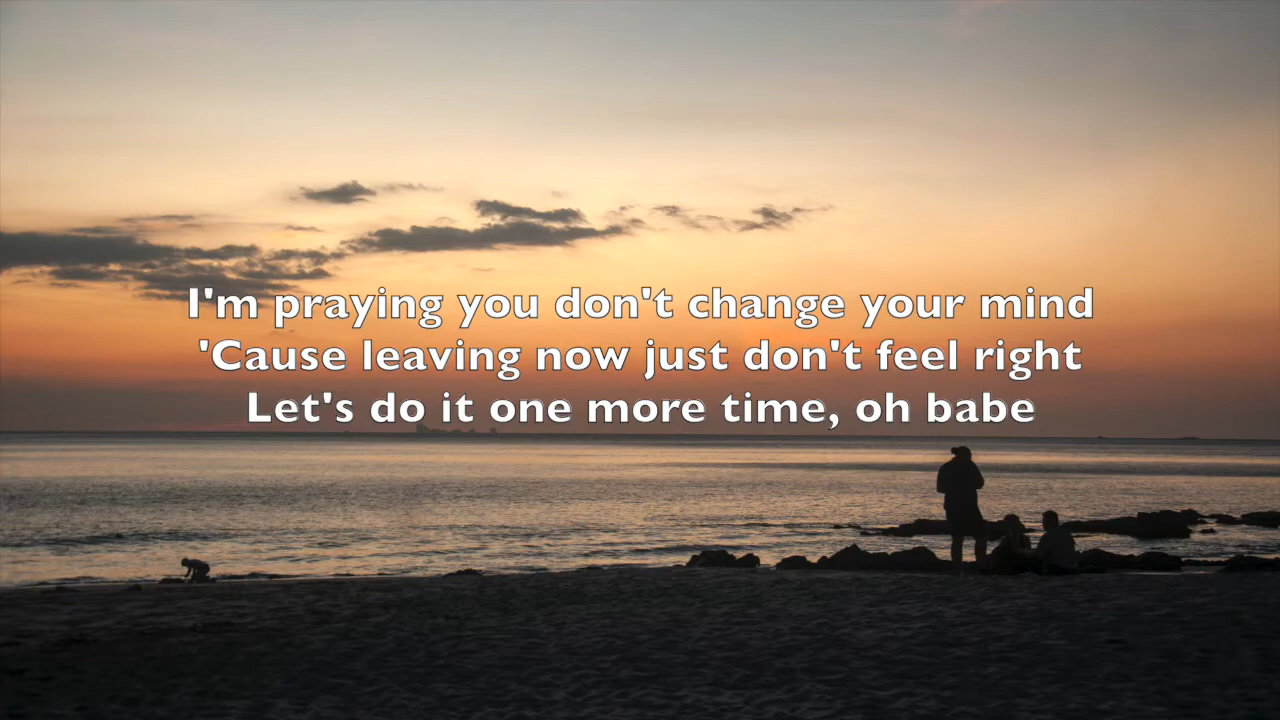 I'm praying you don't change your mind
'Cause leaving now just don't feel right
Let's do it one more time, oh babe